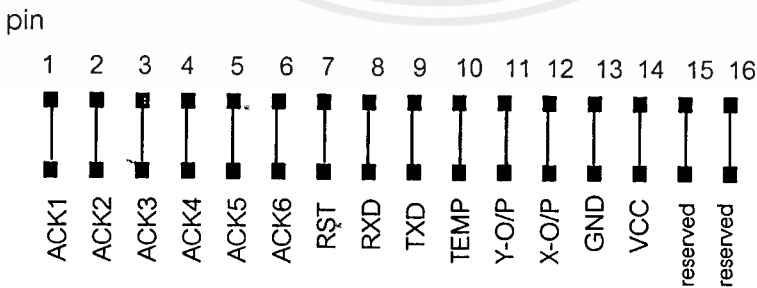 pin
1 2 3 4 5 6 7 8 9 10 11 12 13 14 15 16
ACK1
ACK2
ACK3
ACK4
ACK5
ACK6
RST
RXD
TXD
TEMP
Y-O/P
X-O/P
GND
VCC
reserved
reserved